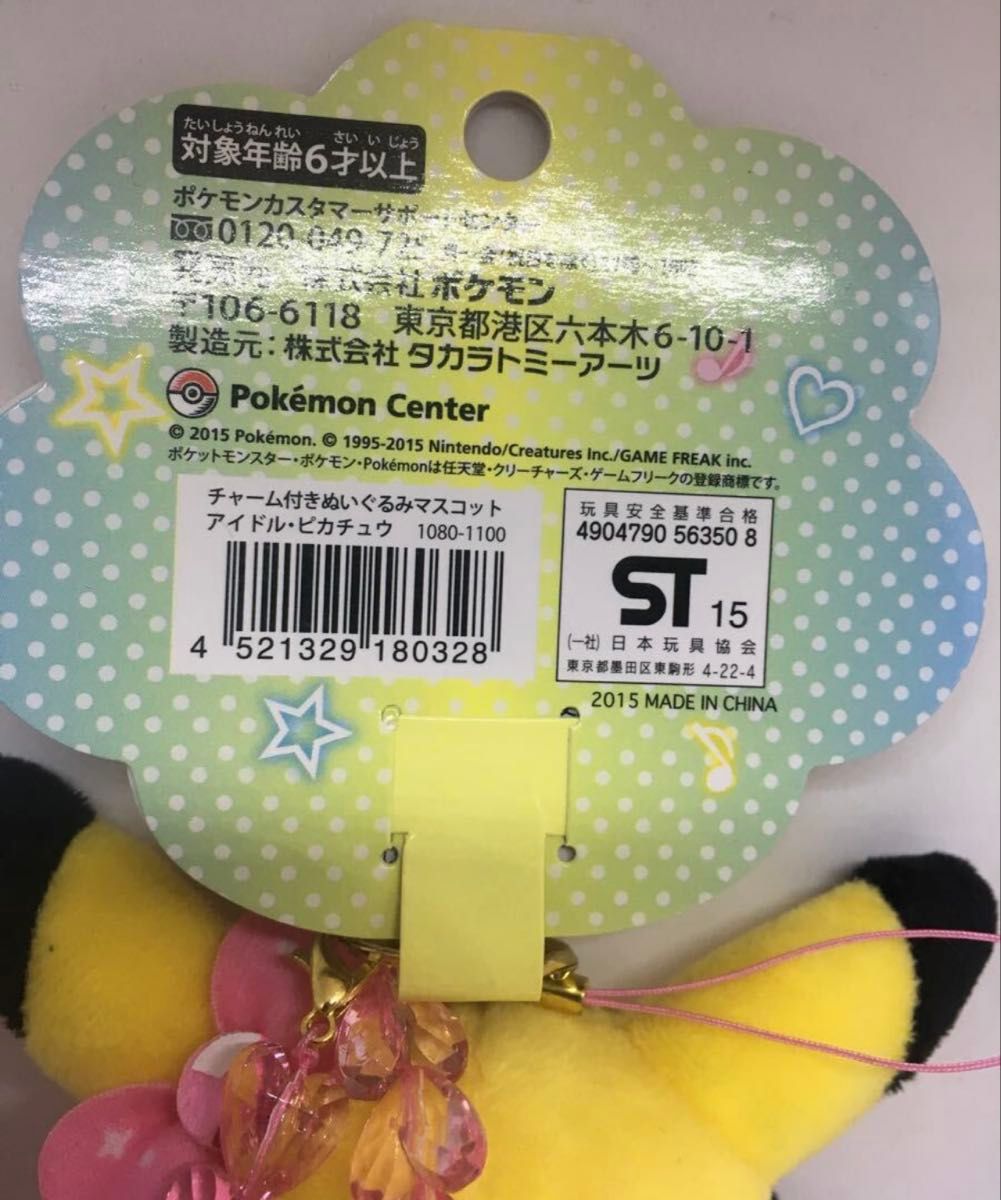 たいしょうねんれい さいいじょう
対象年齢6才以上
ポケモンカスタマーサポートセンター
0120-049-725
発売元:株式会社 ポケモン
〒106-6118 東京都港区六本木6-10-1
製造元:株式会社 タカラトミーアーツ
Pokémon Center
© 2015 Pokémon. © 1995-2015 Nintendo/Creatures Inc./GAME FREAK inc.
ポケットモンスター・ポケモン・Pokémonは任天堂・クリーチャーズ・ゲームフリークの登録商標です。
チャーム付きぬいぐるみマスコット
アイドル・ピカチュウ 1080-1100
4 521329 180328
玩具安全基準合格
4904790 56350 8
ST 15
(一社) 日本玩具協会
東京都墨田区東駒形 4-22-4
2015 MADE IN CHINA